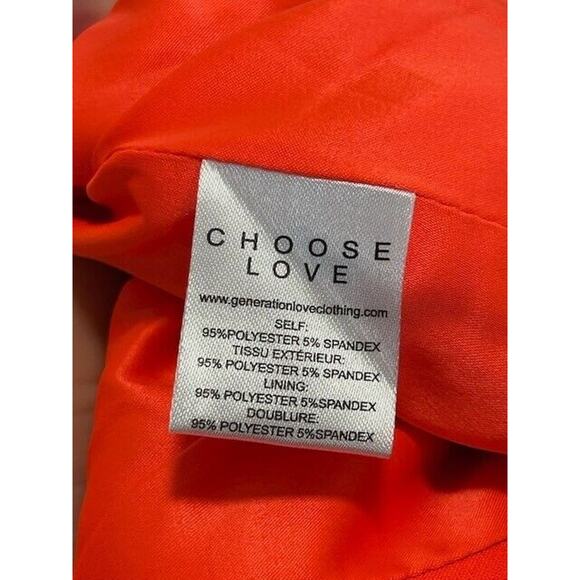 CHOOSE
LOVE
www.generationloveclothing.com
SELF:
95%POLYESTER 5% SPANDEX
TISSU EXTÉRIEUR:
95% POLYESTER 5%SPANDEX
LINING:
95% POLYESTER 5%SPANDEX
DOUBLURE:
95% POLYESTER 5%SPANDEX